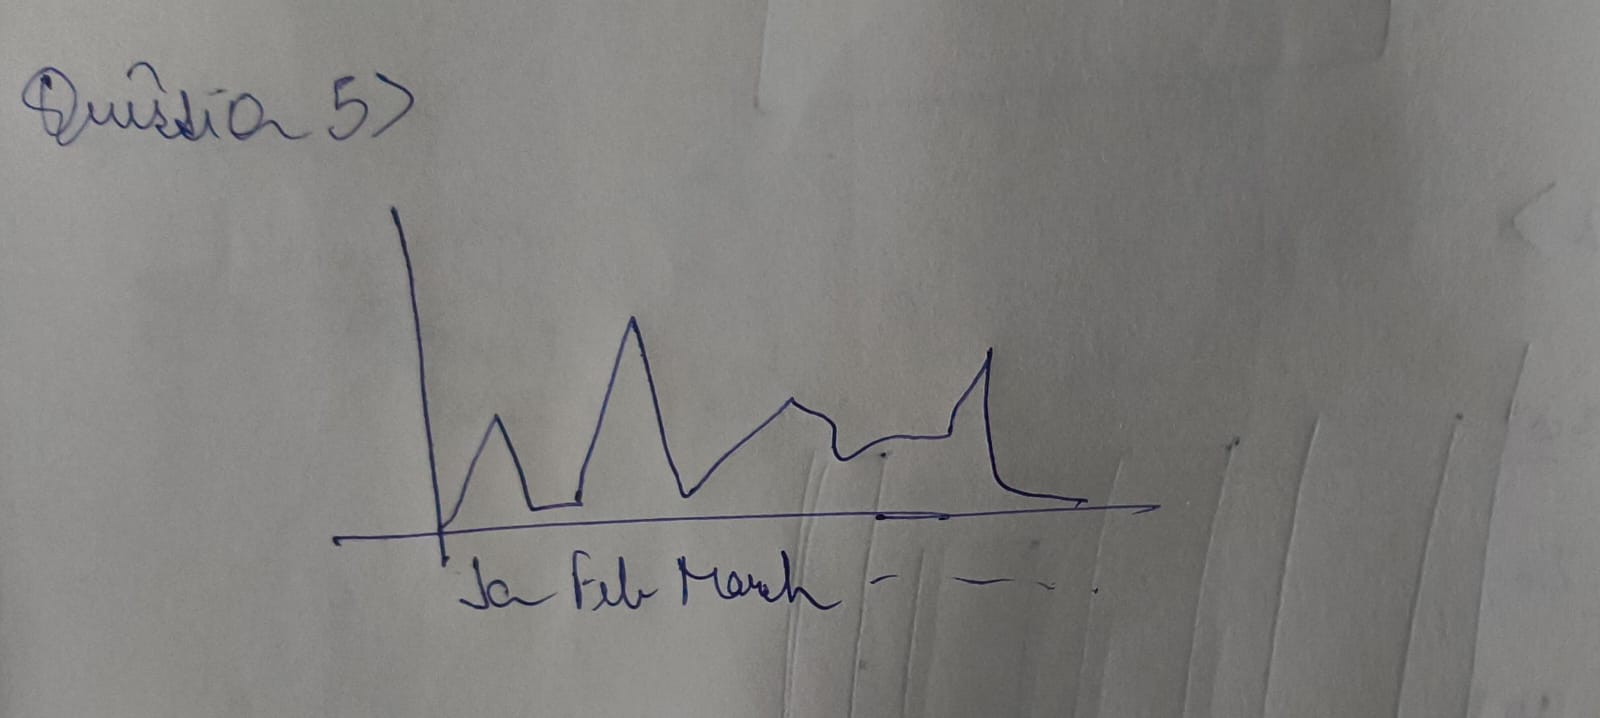 Question 5>
Jan Feb March - - - .